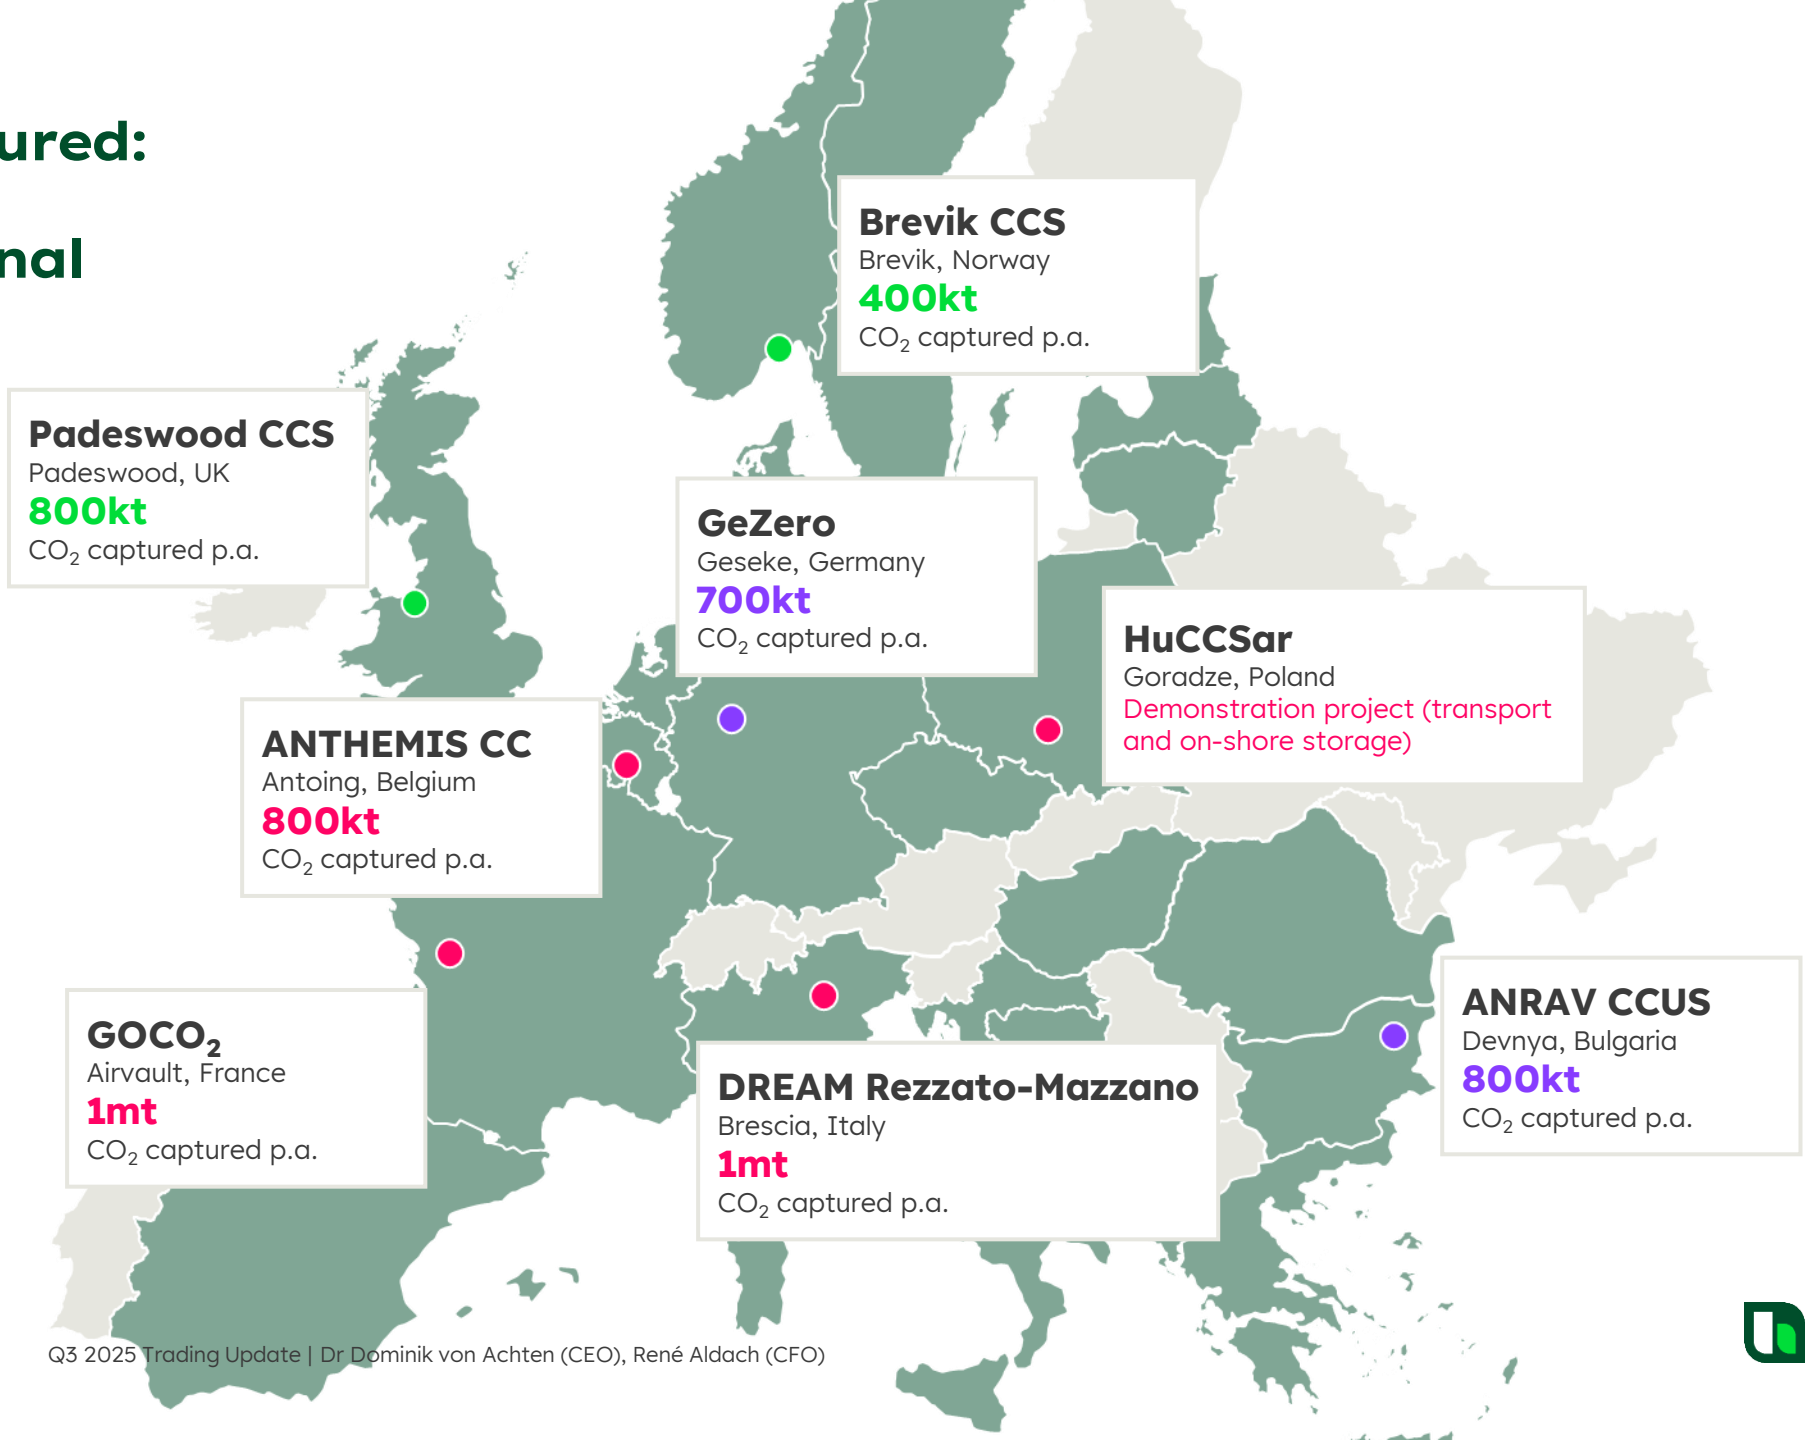 ured:
nal
Brevik CCS
Brevik, Norway
400kt
CO₂ captured p.a.
Padeswood CCS
Padeswood, UK
800kt
CO₂ captured p.a.
GeZero
Geseke, Germany
700kt
CO₂ captured p.a.
HuCCSar
Goradze, Poland
Demonstration project (transport
and on-shore storage)
ANTHEMIS CC
Antoing, Belgium
800kt
CO₂ captured p.a.
GOCO₂
Airvault, France
1mt
CO₂ captured p.a.
DREAM Rezzato-Mazzano
Brescia, Italy
1mt
CO₂ captured p.a.
ANRAV CCUS
Devnya, Bulgaria
800kt
CO₂ captured p.a.
Q3 2025 Trading Update | Dr Dominik von Achten (CEO), René Aldach (CFO)